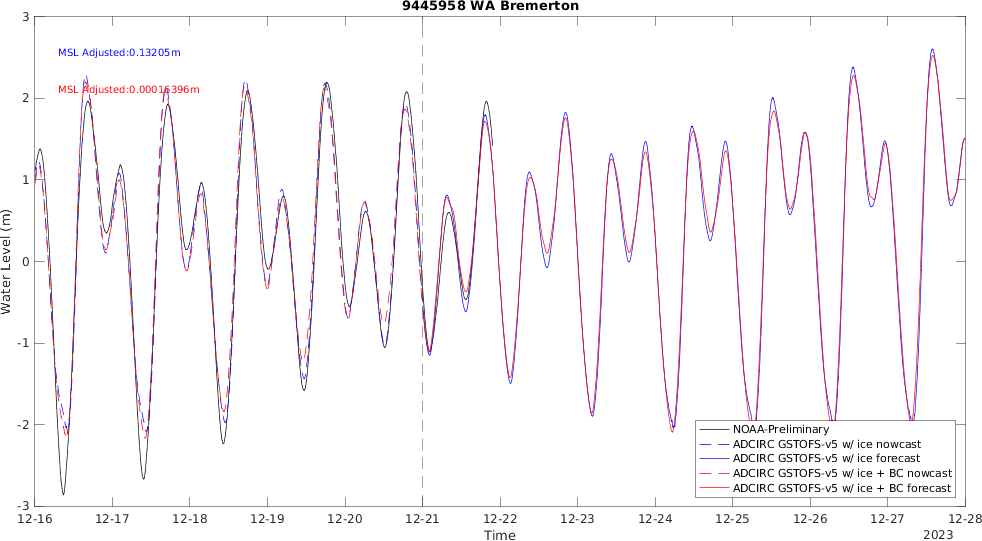 9445958 WA Bremerton
3
MSL Adjusted:0.13205m
2
MSL Adjusted:0.00016396m
1
0
-1
-2
-3
Water Level (m)
NOAA-Preliminary
ADCIRC GSTOFS-v5 w/ ice nowcast
ADCIRC GSTOFS-v5 w/ ice forecast
ADCIRC GSTOFS-v5 w/ ice + BC nowcast
ADCIRC GSTOFS-v5 w/ ice + BC forecast
12-16 12-17 12-18 12-19 12-20 12-21 12-22 12-23 12-24 12-25 12-26 12-27 12-28
Time
2023